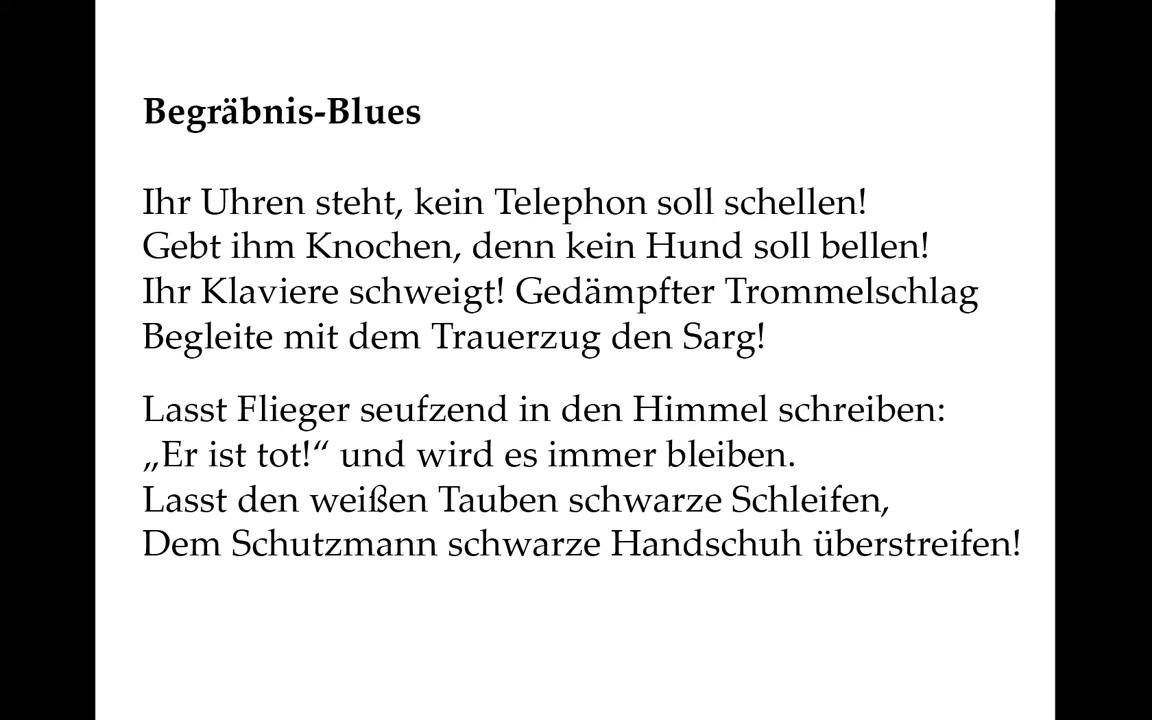 Begräbnis-Blues
Ihr Uhren steht, kein Telephon soll schellen!
Gebt ihm Knochen, denn kein Hund soll bellen!
Ihr Klaviere schweigt! Gedämpfter Trommelschlag
Begleite mit dem Trauerzug den Sarg!
Lasst Flieger seufzend in den Himmel schreiben:
„Er ist tot!“ und wird es immer bleiben.
Lasst den weißen Tauben schwarze Schleifen,
Dem Schutzmann schwarze Handschuh überstreifen!